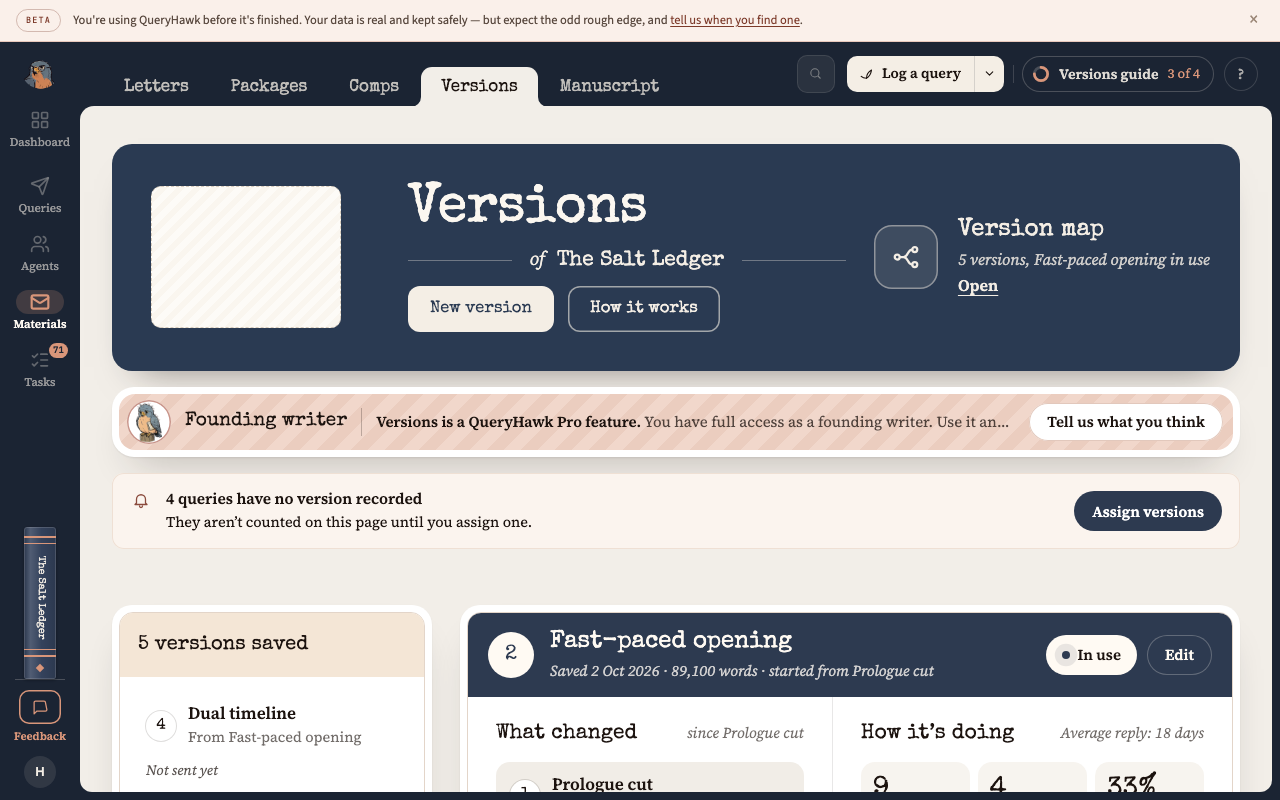 BETA
You're using QueryHawk before it's finished. Your data is real and kept safely — but expect the odd rough edge, and tell us when you find one.
×
Letters
Packages
Comps
Versions
Manuscript
Log a query
Versions guide 3 of 4
?
Dashboard
Queries
Agents
Materials
71
Tasks
The Salt Ledger
Feedback
H
Versions
of The Salt Ledger
New version
How it works
Version map
5 versions, Fast-paced opening in use
Open
Founding writer
Versions is a QueryHawk Pro feature. You have full access as a founding writer. Use it an...
Tell us what you think
4 queries have no version recorded
They aren’t counted on this page until you assign one.
Assign versions
5 versions saved
4
Dual timeline
From Fast-paced opening
Not sent yet
2
Fast-paced opening
Saved 2 Oct 2026 · 89,100 words · started from Prologue cut
In use
Edit
What changed
since Prologue cut
1
Prologue cut
How it’s doing
Average reply: 18 days
9
4
33%